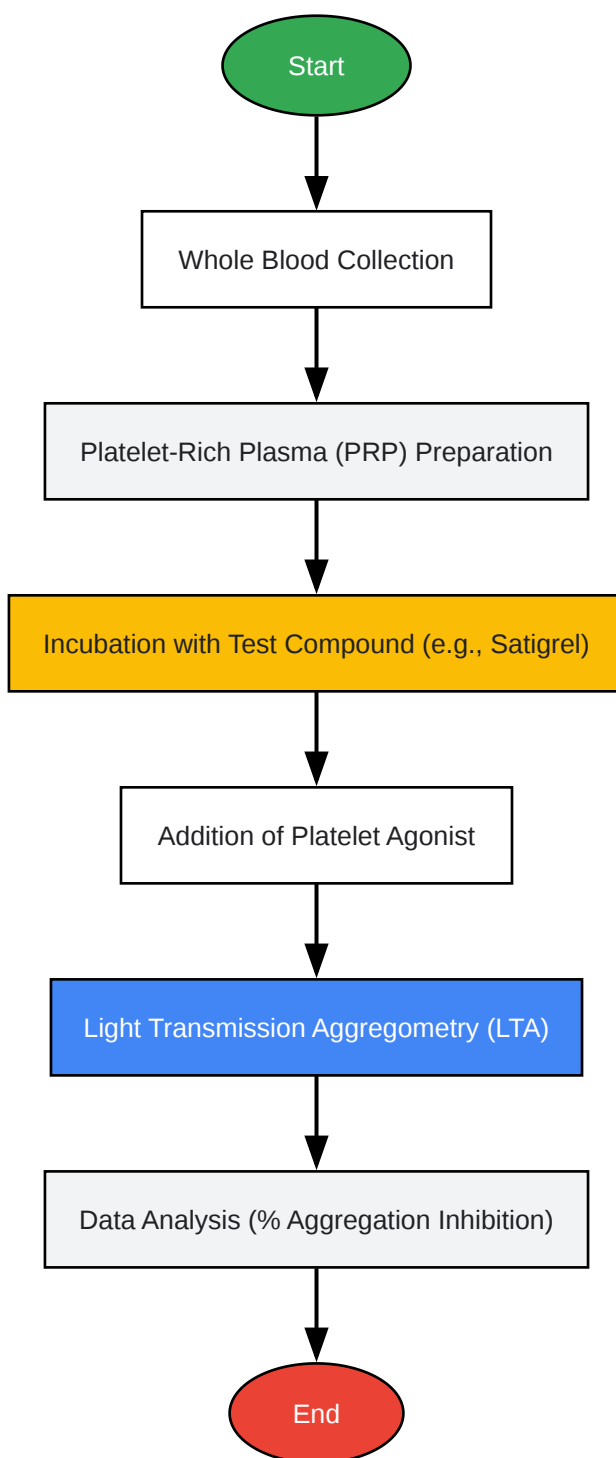 Start
Whole Blood Collection
Platelet-Rich Plasma (PRP) Preparation
Incubation with Test Compound (e.g., Satigrel)
Addition of Platelet Agonist
Light Transmission Aggregometry (LTA)
Data Analysis (% Aggregation Inhibition)
End